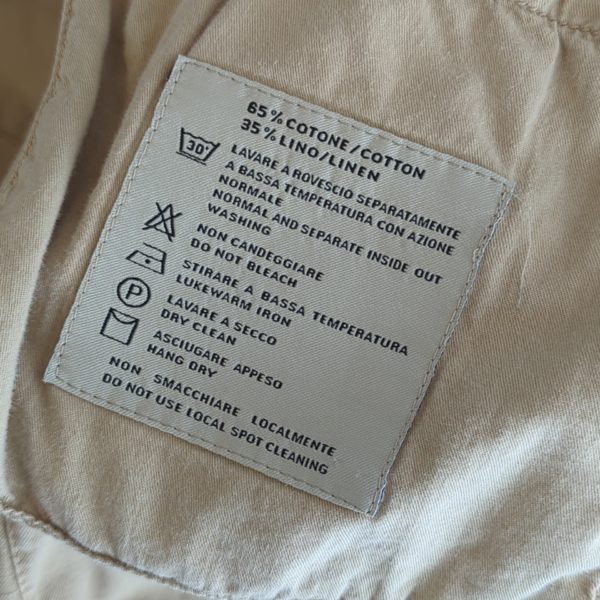 65% COTONE/COTTON
35% LINO/LINEN
30°
LAVARE A ROVESCIO SEPARATAMENTE
A BASSA TEMPERATURA CON AZIONE
NORMALE
NORMAL AND SEPARATE INSIDE OUT
WASHING
NON CANDEGGIARE
DO NOT BLEACH
STIRARE A BASSA TEMPERATURA
LUKEWARM IRON
P
LAVARE A SECCO
DRY CLEAN
ASCIUGARE APPESO
HANG DRY
NON SMACCHIARE LOCALMENTE
DO NOT USE LOCAL SPOT CLEANING